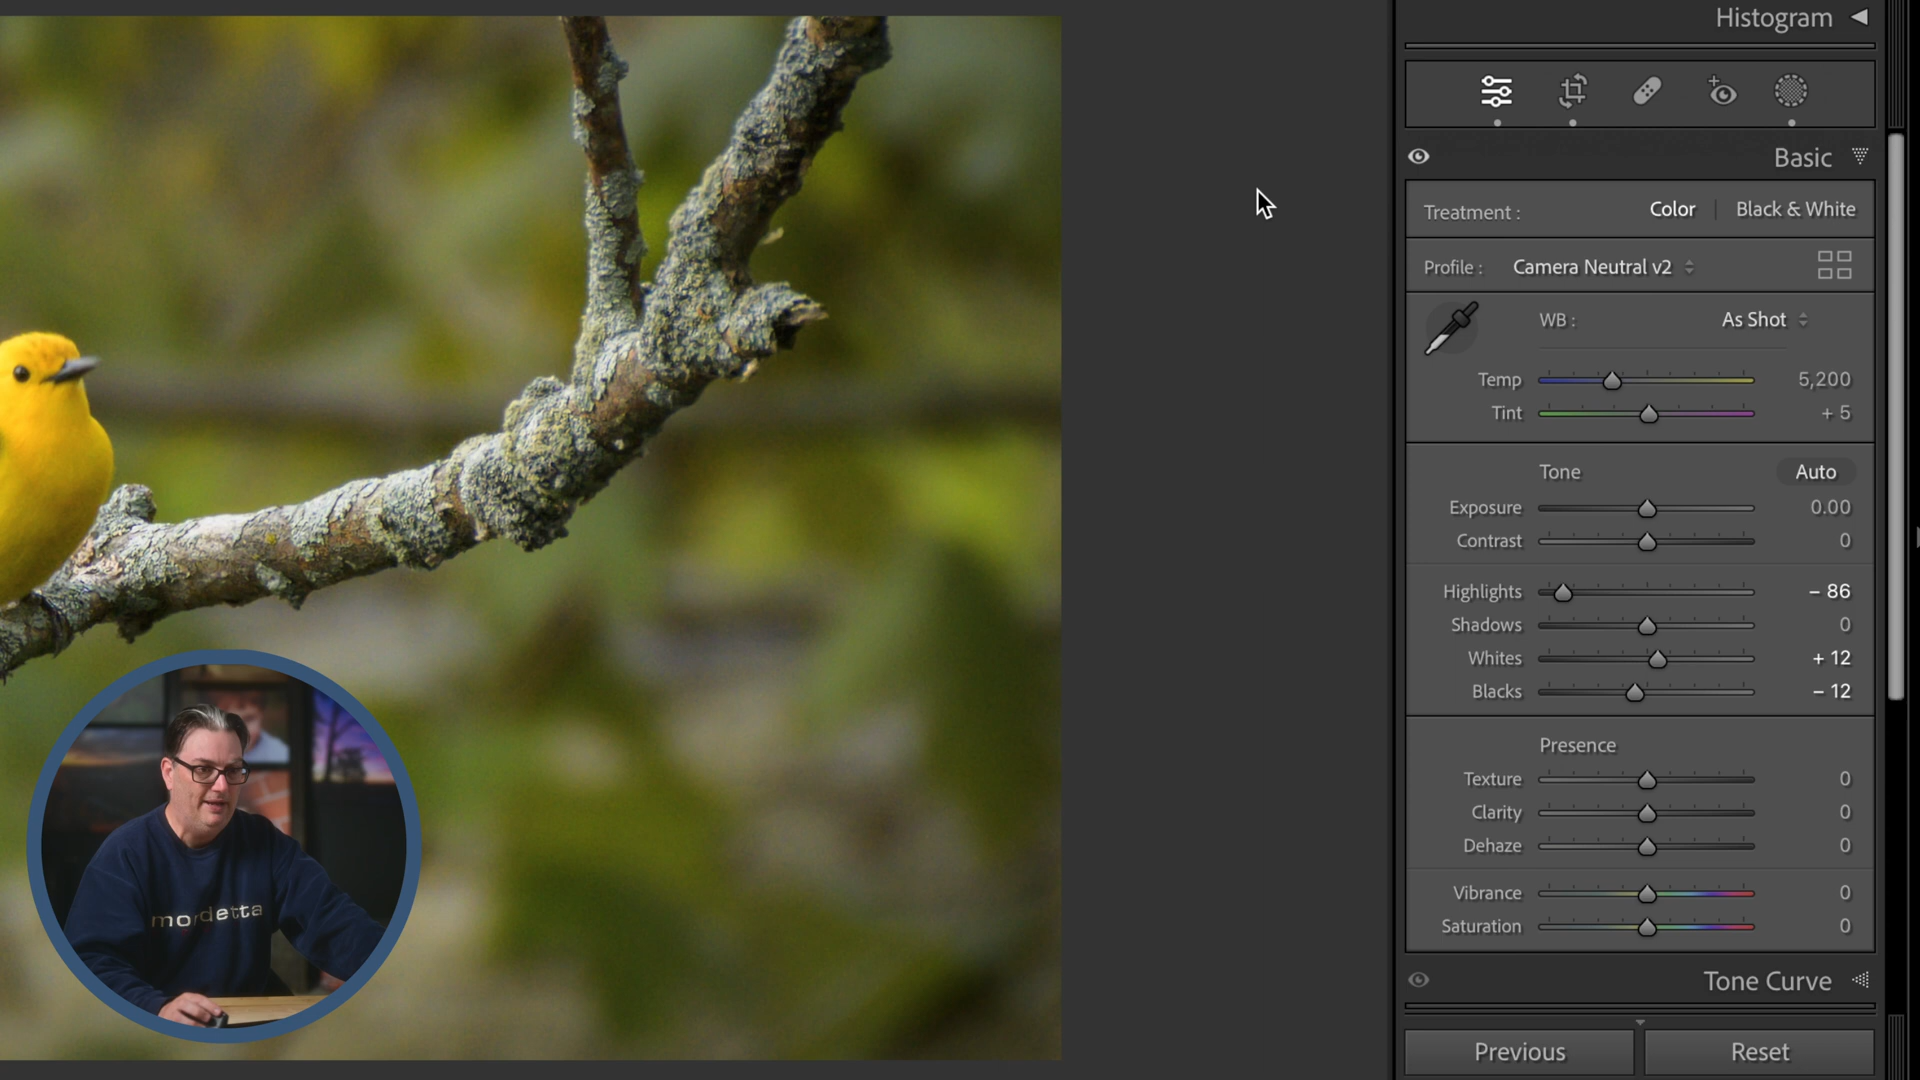 Histogram
Basic
Treatment : Color | Black & White
Profile : Camera Neutral v2
WB : As Shot
Temp 5,200
Tint + 5
Tone Auto
Exposure 0.00
Contrast 0
Highlights – 86
Shadows 0
Whites + 12
Blacks – 12
Presence
Texture 0
Clarity 0
Dehaze 0
Vibrance 0
Saturation 0
Tone Curve
Previous Reset